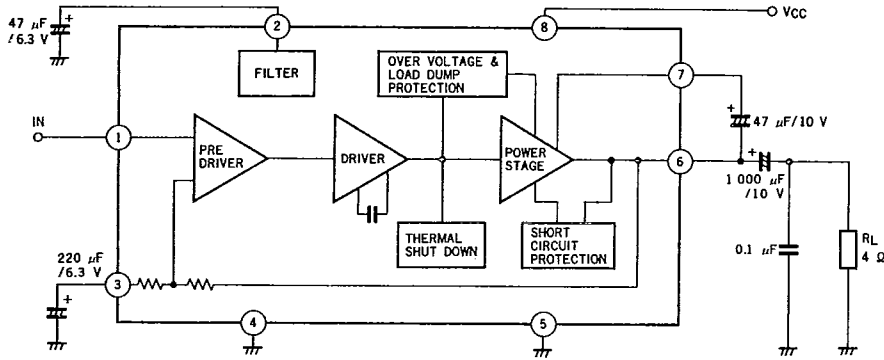 47 µF
/6.3 V
+
2
8
VCC
FILTER
OVER VOLTAGE &
LOAD DUMP
PROTECTION
7
+
47 µF/10 V
IN
1
PRE
DRIVER
DRIVER
POWER
STAGE
6
+
1 000 µF
/10 V
THERMAL
SHUT DOWN
SHORT
CIRCUIT
PROTECTION
0.1 µF
RL
4 Ω
220 µF
/6.3 V
3
+
4
5